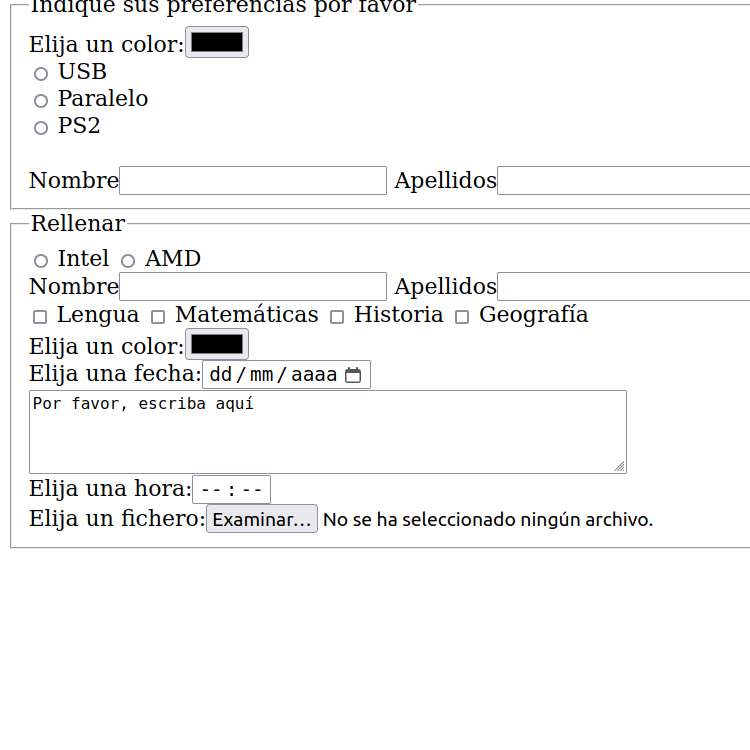 Indique sus preferencias por favor
Elija un color:
USB
Paralelo
PS2
Nombre Apellidos
Rellenar
Intel AMD
Nombre Apellidos
Lengua Matemáticas Historia Geografía
Elija un color:
Elija una fecha: dd/mm/aaaa
Por favor, escriba aquí
Elija una hora: --:--
Elija un fichero: Examinar... No se ha seleccionado ningún archivo.